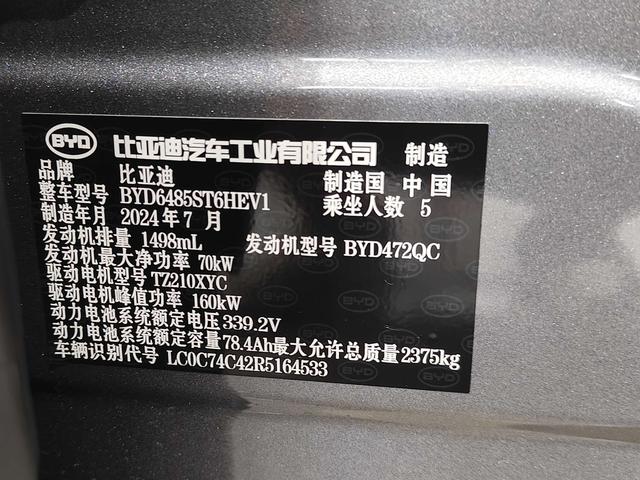 BYD 比亚迪汽车工业有限公司 制造
品牌 比亚迪 制造国 中国
整车型号 BYD6485ST6HEV1 乘坐人数 5
制造年月 2024年7月
发动机排量 1498mL 发动机型号 BYD472QC
发动机最大净功率 70kW
驱动电机型号 TZ210XYC
驱动电机峰值功率 160kW
动力电池系统额定电压 339.2V
动力电池系统额定容量 78.4Ah 最大允许总质量 2375kg
车辆识别代号 LC0C74C42R5164533